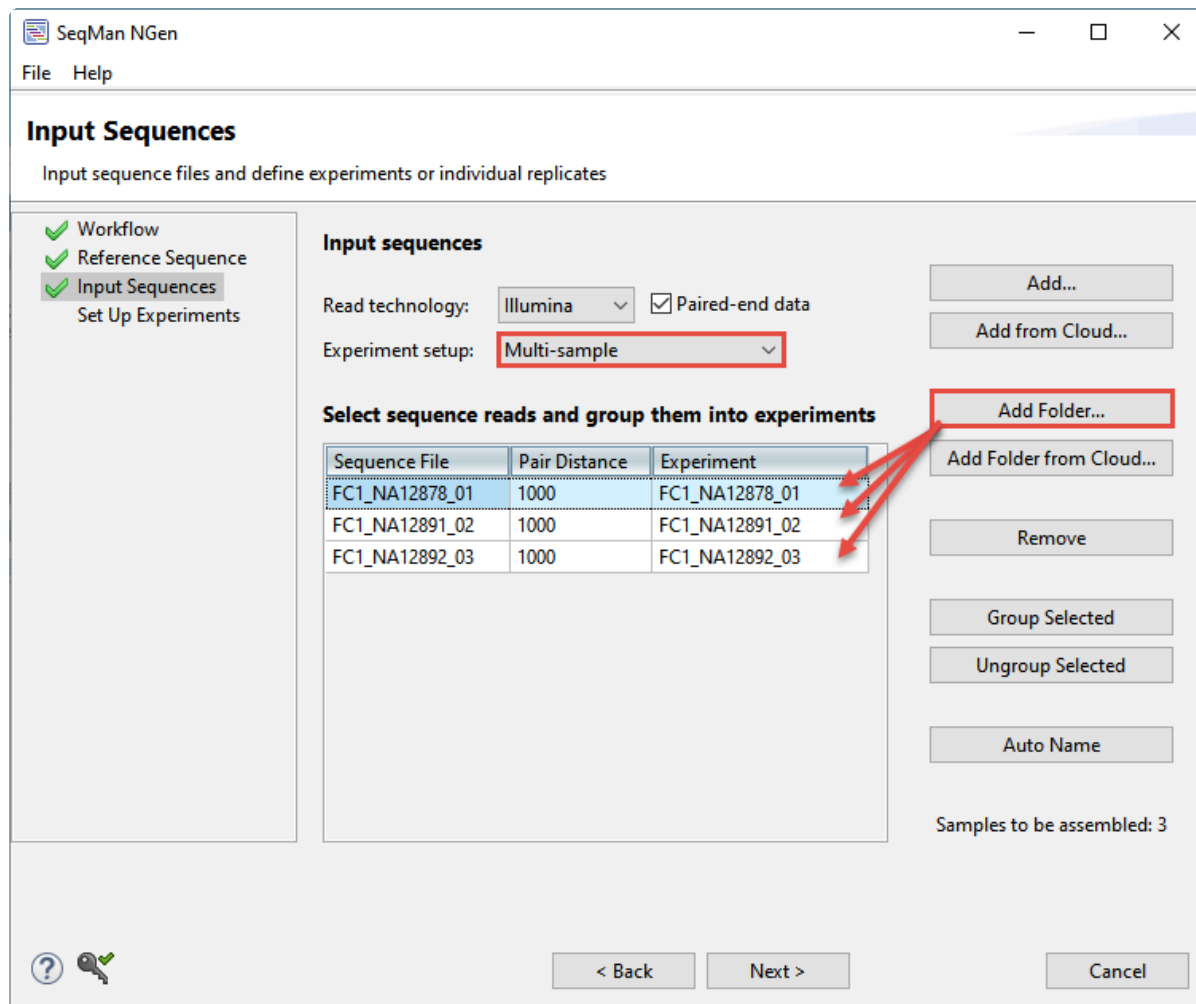 SeqMan NGen
File Help
Input Sequences
Input sequence files and define experiments or individual replicates
Workflow
Reference Sequence
Input Sequences
Set Up Experiments
Input sequences
Read technology: Illumina Paired-end data
Experiment setup: Multi-sample
Select sequence reads and group them into experiments
Sequence File Pair Distance Experiment
FC1_NA12878_01 1000 FC1_NA12878_01
FC1_NA12891_02 1000 FC1_NA12891_02
FC1_NA12892_03 1000 FC1_NA12892_03
Add...
Add from Cloud...
Add Folder...
Add Folder from Cloud...
Remove
Group Selected
Ungroup Selected
Auto Name
Samples to be assembled: 3
?
< Back Next > Cancel